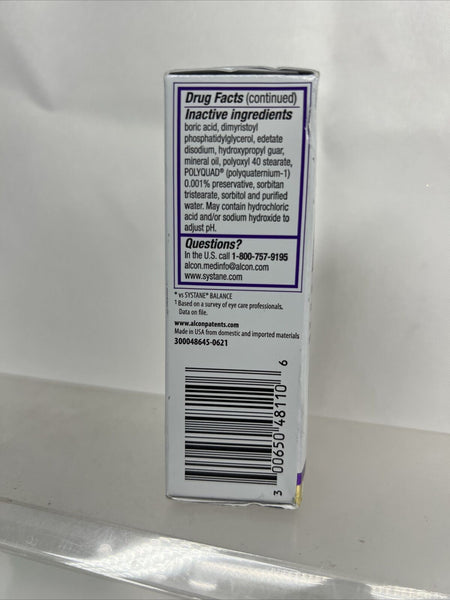 Drug Facts (continued)
Inactive ingredients
boric acid, dimyristoyl
phosphatidylglycerol, edetate
disodium, hydroxypropyl guar,
mineral oil, polyoxyl 40 stearate,
POLYQUAD® (polyquaternium-1)
0.001% preservative, sorbitan
tristearate, sorbitol and purified
water. May contain hydrochloric
acid and/or sodium hydroxide to
adjust pH.
Questions?
In the U.S. call 1-800-757-9195
alcon.medinfo@alcon.com
www.systane.com
* vs SYSTANE® BALANCE
† Based on a survey of eye care professionals.
Data on file.
www.alconpatents.com
Made in USA from domestic and imported materials
300048645-0621
3 00650 48110 6